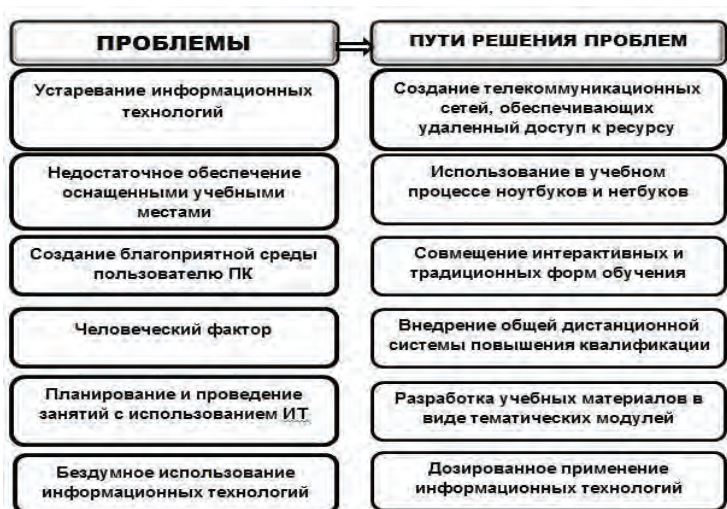 ПРОБЛЕМЫ
Устаревание информационных
технологий
Недостаточное обеспечение
оснащенными учебными
местами
Создание благоприятной среды
пользователю ПК
Человеческий фактор
Планирование и проведение
занятий с использованием ИТ
Бездумное использование
информационных технологий
ПУТИ РЕШЕНИЯ ПРОБЛЕМ
Создание телекоммуникационных
сетей, обеспечивающих
удаленный доступ к ресурсу
Использование в учебном
процессе ноутбуков и нетбуков
Совмещение интерактивных и
традиционных форм обучения
Внедрение общей дистанционной
системы повышения квалификации
Разработка учебных материалов в
виде тематических модулей
Дозированное применение
информационных технологий